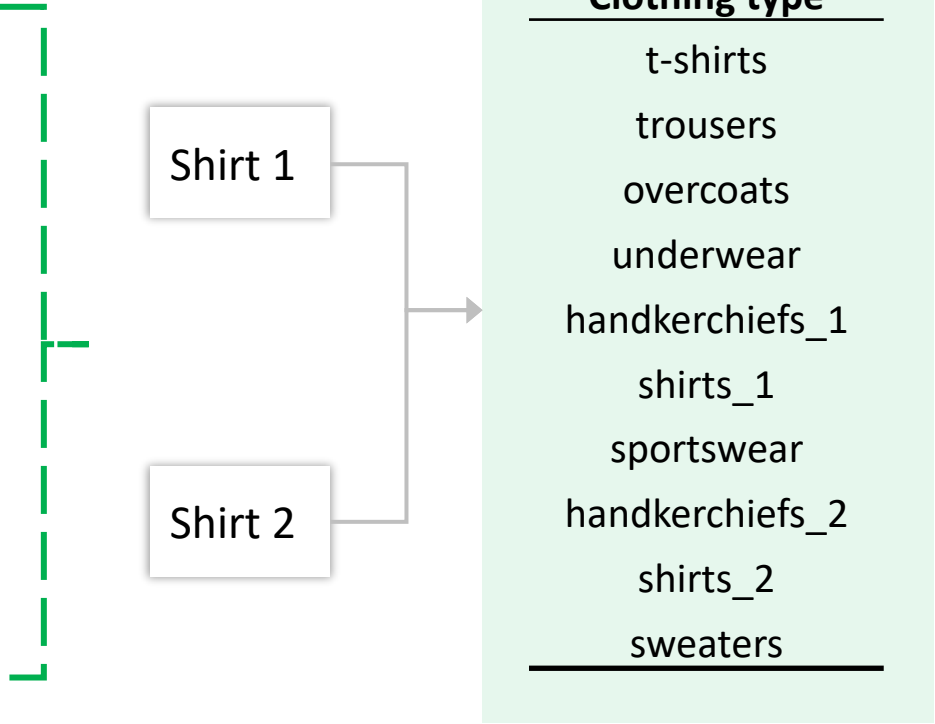 Clothing type
t-shirts
trousers
Shirt 1
overcoats
underwear
handkerchiefs_1
shirts_1
sportswear
Shirt 2
handkerchiefs_2
shirts_2
sweaters